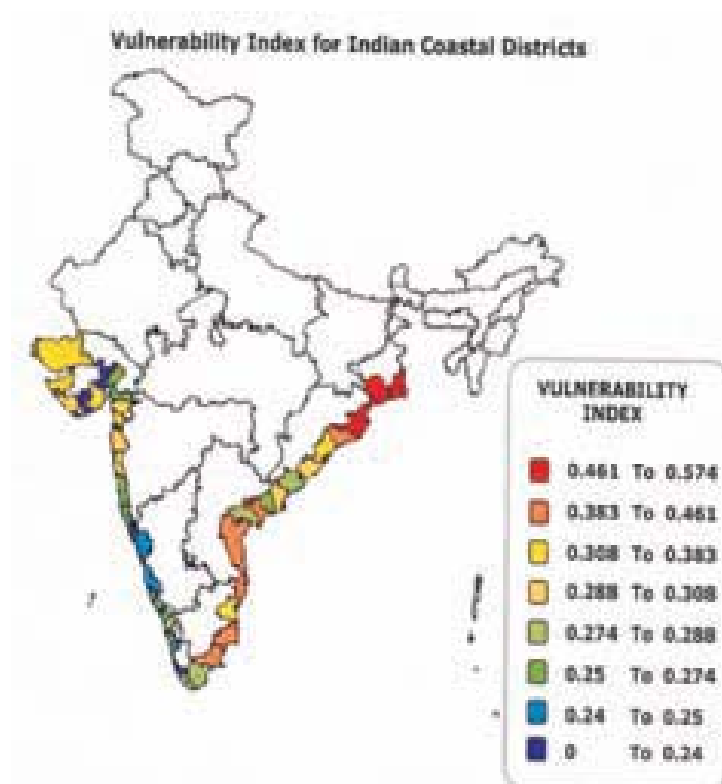 Vulnerability Index for Indian Coastal Districts
VULNERABILITY
INDEX
0.461 To 0.574
0.383 To 0.461
0.308 To 0.383
0.288 To 0.308
0.274 To 0.288
0.25 To 0.274
0.24 To 0.25
0 To 0.24